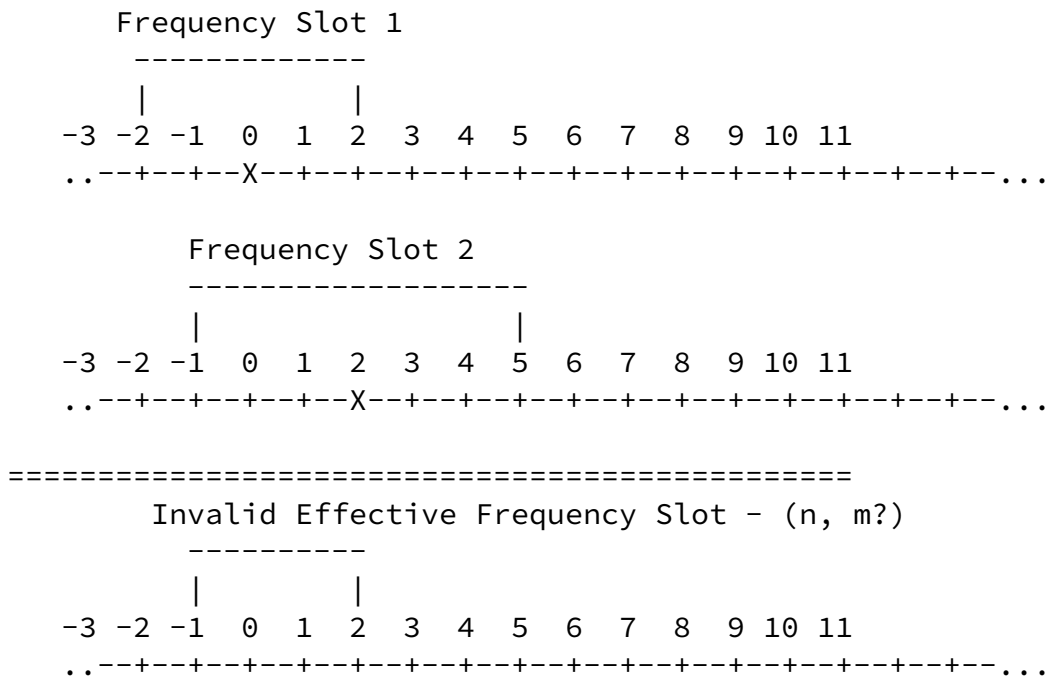 Frequency Slot 1
-------------
|           |
-3 -2 -1  0  1  2  3  4  5  6  7  8  9 10 11
..--+--+--X--+--+--+--+--+--+--+--+--+--+--+--...
Frequency Slot 2
-------------------
|                 |
-3 -2 -1  0  1  2  3  4  5  6  7  8  9 10 11
..--+--+--+--+--X--+--+--+--+--+--+--+--+--+--...
===============================================
Invalid Effective Frequency Slot - (n, m?)
----------
|        |
-3 -2 -1  0  1  2  3  4  5  6  7  8  9 10 11
..--+--+--+--+--+--+--+--+--+--+--+--+--+--+--...